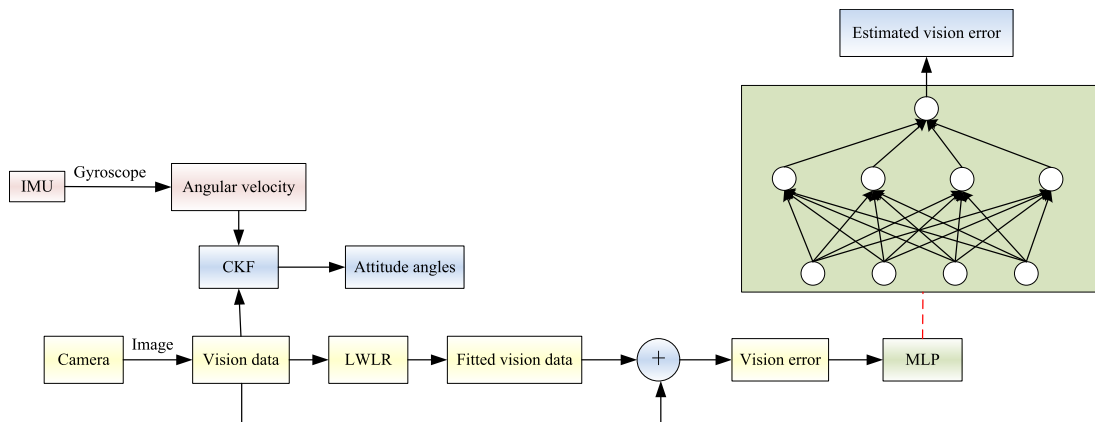 Estimated vision error
Gyroscope
IMU
Angular velocity
CKF
Attitude angles
Image
Camera
Vision data
LWLR
Fitted vision data
+
Vision error
MLP